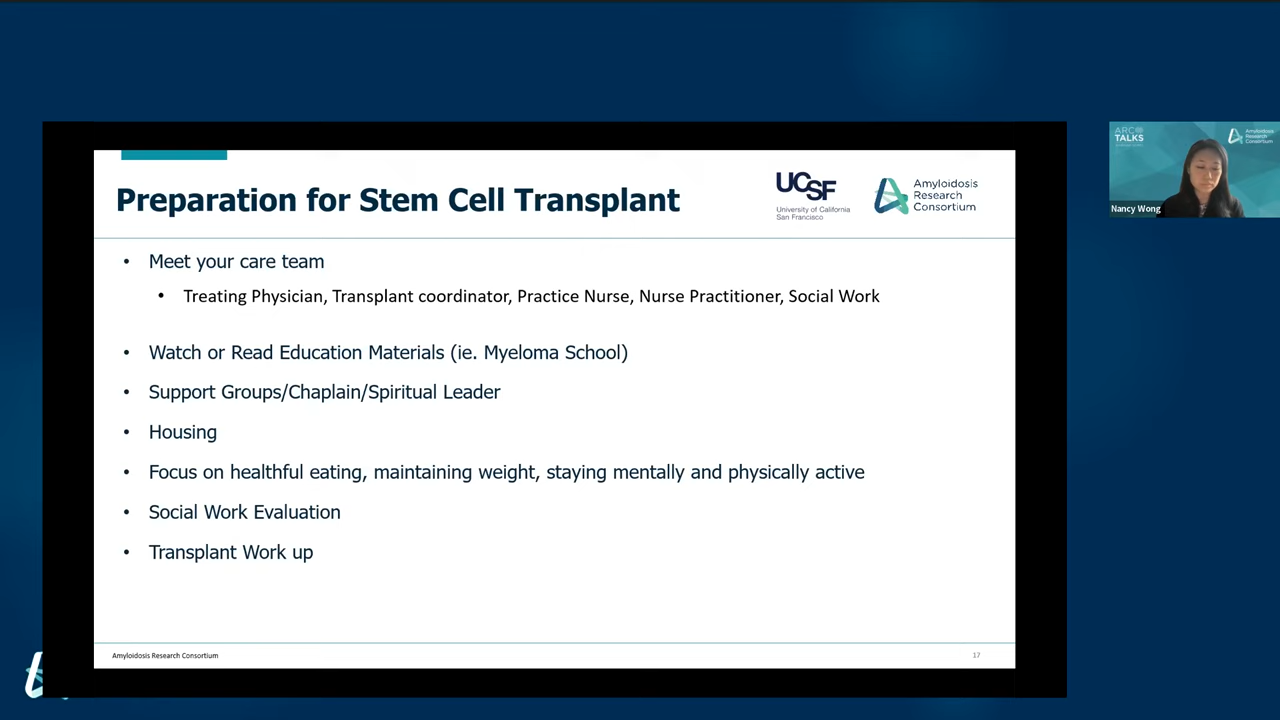 Preparation for Stem Cell Transplant
UCSF
University of California
San Francisco
Amyloidosis
Research
Consortium
• Meet your care team
• Treating Physician, Transplant coordinator, Practice Nurse, Nurse Practitioner, Social Work
• Watch or Read Education Materials (ie. Myeloma School)
• Support Groups/Chaplain/Spiritual Leader
• Housing
• Focus on healthful eating, maintaining weight, staying mentally and physically active
• Social Work Evaluation
• Transplant Work up
Amyloidosis Research Consortium
17
ARC
TALKS
Amyloidosis
Research
Consortium
Nancy Wong